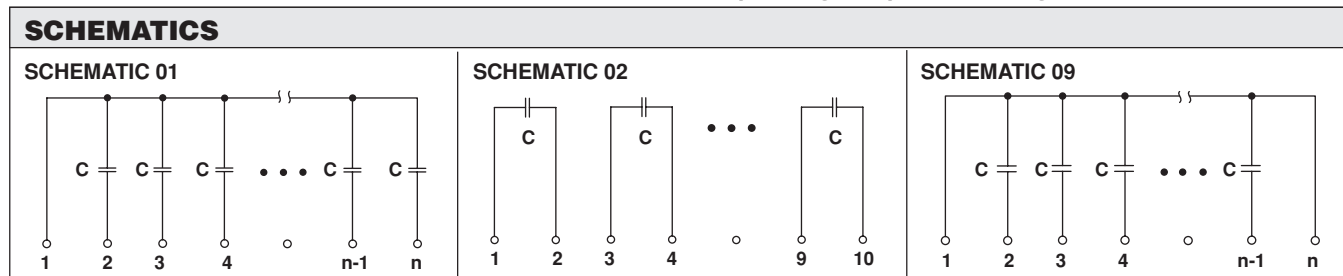 SCHEMATICS
SCHEMATIC 01
C C C C C
1 2 3 4 n-1 n
SCHEMATIC 02
C C C
1 2 3 4 9 10
SCHEMATIC 09
C C C C
1 2 3 4 n-1 n